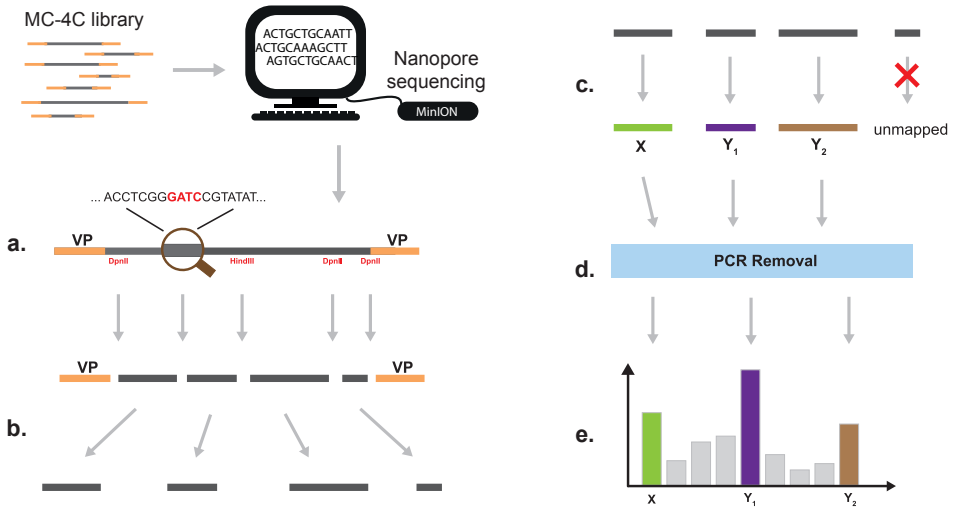 MC-4C library
ACTGCTGCAATT
ACTGCAAAGCTT
AGTGCTGCAACT
Nanopore
sequencing
MinION
... ACCTCGGGATCCGTATAT...
a.
VP
VP
DpnII
HindIII
DpnII
DpnII
VP
VP
b.
c.
X
Y1
Y2
unmapped
d.
PCR Removal
e.
X
Y1
Y2